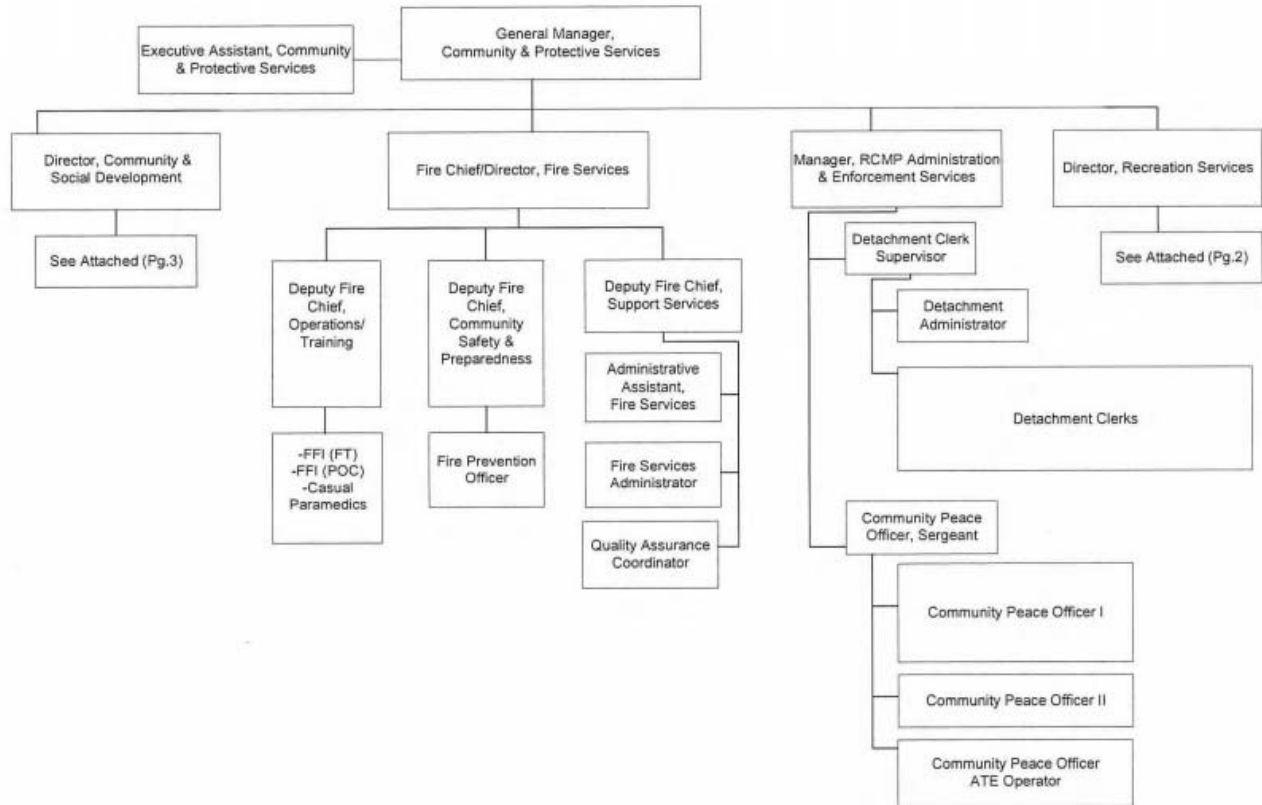 General Manager,
Community & Protective Services
Executive Assistant, Community
& Protective Services
Director, Community &
Social Development
Fire Chief/Director, Fire Services
Manager, RCMP Administration
& Enforcement Services
Director, Recreation Services
See Attached (Pg.3)
Deputy Fire
Chief,
Operations/
Training
Deputy Fire
Chief,
Community
Safety &
Preparedness
Deputy Fire Chief,
Support Services
Detachment Clerk
Supervisor
See Attached (Pg.2)
Detachment
Administrator
Administrative
Assistant,
Fire Services
Detachment Clerks
-FFI (FT)
-FFI (POC)
-Casual
Paramedics
Fire Prevention
Officer
Fire Services
Administrator
Quality Assurance
Coordinator
Community Peace
Officer, Sergeant
Community Peace Officer I
Community Peace Officer II
Community Peace Officer
ATE Operator